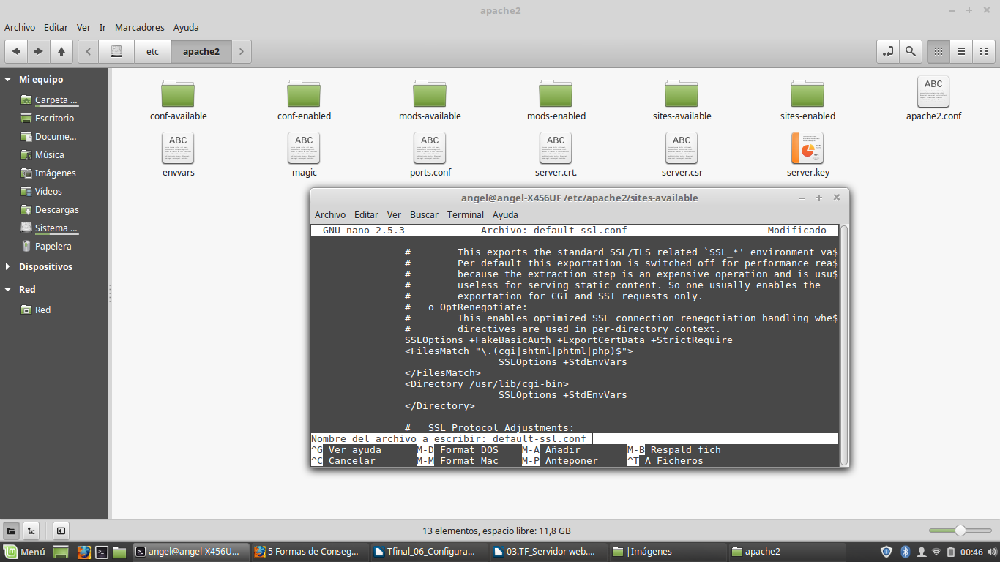 apache2
Archivo Editar Ver Ir Marcadores Ayuda
etc apache2
Mi equipo
Carpeta ...
Escritorio
Docume...
Música
Imágenes
Vídeos
Descargas
Sistema ...
Papelera
Dispositivos
Red
Red
conf-available conf-enabled mods-available mods-enabled sites-available sites-enabled ABC apache2.conf
ABC ABC ABC ABC ABC
envvars magic ports.conf server.crt. server.csr server.key
angel@angel-X456UF /etc/apache2/sites-available
Archivo Editar Ver Buscar Terminal Ayuda
GNU nano 2.5.3 Archivo: default-ssl.conf Modificado
# This exports the standard SSL/TLS related `SSL_*' environment va$
# Per default this exportation is switched off for performance rea$
# because the extraction step is an expensive operation and is usu$
# useless for serving static content. So one usually enables the
# exportation for CGI and SSI requests only.
# o OptRenegotiate:
# This enables optimized SSL connection renegotiation handling whe$
# directives are used in per-directory context.
SSLOptions +FakeBasicAuth +ExportCertData +StrictRequire
<FilesMatch "\.(cgi|shtml|phtml|php)$">
SSLOptions +StdEnvVars
</FilesMatch>
<Directory /usr/lib/cgi-bin>
SSLOptions +StdEnvVars
</Directory>
# SSL Protocol Adjustments:
Nombre del archivo a escribir: default-ssl.conf
^G Ver ayuda M-D Format DOS M-A Añadir M-B Respald fich
^C Cancelar M-M Format Mac M-P Anteponer ^T A Ficheros
13 elementos, espacio libre: 11,8 GB
Menú angel@angel-X456U... 5 Formas de Conseg... Tfinal_06_Configura... 03.TF_Servidor web.... |Imágenes apache2 00:46